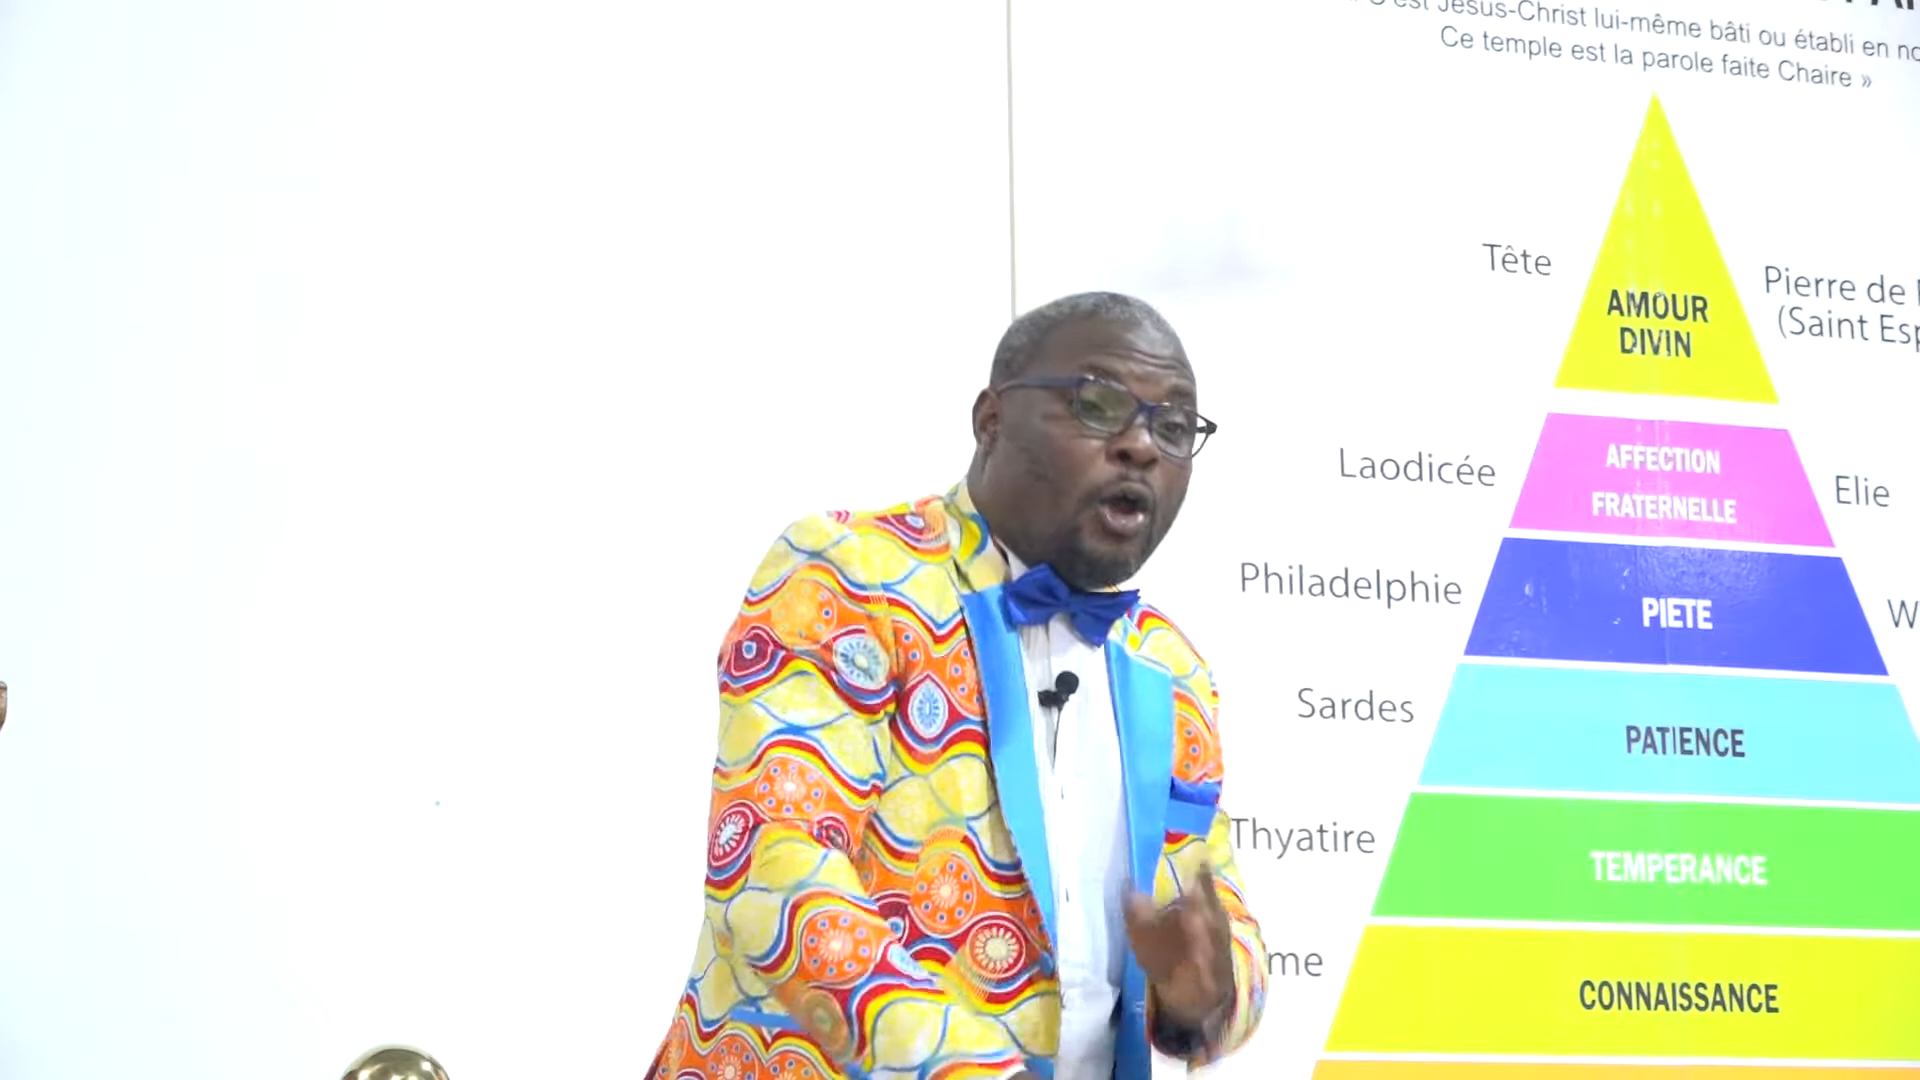 C'est Jésus-Christ lui-même bâti ou établi en
Ce temple est la parole faite Chaire »
Tête
AMOUR
DIVIN
Pierre de
(Saint
Laodicée
AFFECTION
FRATERNELLE
Elie
Philadelphie
PIETE
Sardes
PATIENCE
Thyatire
TEMPERANCE
CONNAISSANCE